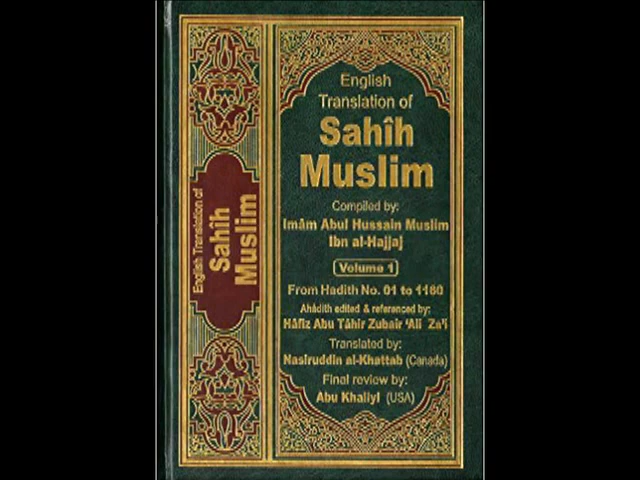 English Translation of
Sahîh
Muslim
English
Translation of
Sahîh
Muslim
Compiled by:
Imâm Abul Hussain Muslim
Ibn al-Hajjaj
Volume 1
From Hadith No. 01 to 1160
Ahâdith edited & referenced by:
Hâfiz Abu Tâhir Zubair 'Ali Za'i
Translated by:
Nasiruddin al-Khattab (Canada)
Final review by:
Abu Khaliyl (USA)